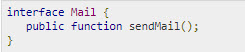 interface Mail {
    public function sendMail();
}